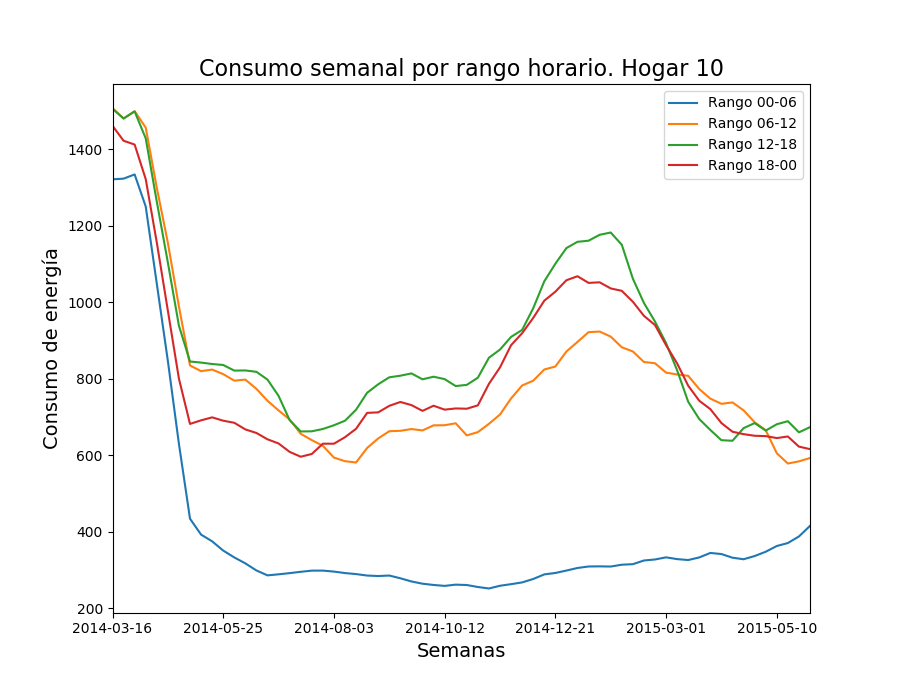 Consumo semanal por rango horario. Hogar 10
Rango 00-06
Rango 06-12
Rango 12-18
Rango 18-00
Consumo de energía
1400
1200
1000
800
600
400
200
2014-03-16 2014-05-25 2014-08-03 2014-10-12 2014-12-21 2015-03-01 2015-05-10
Semanas